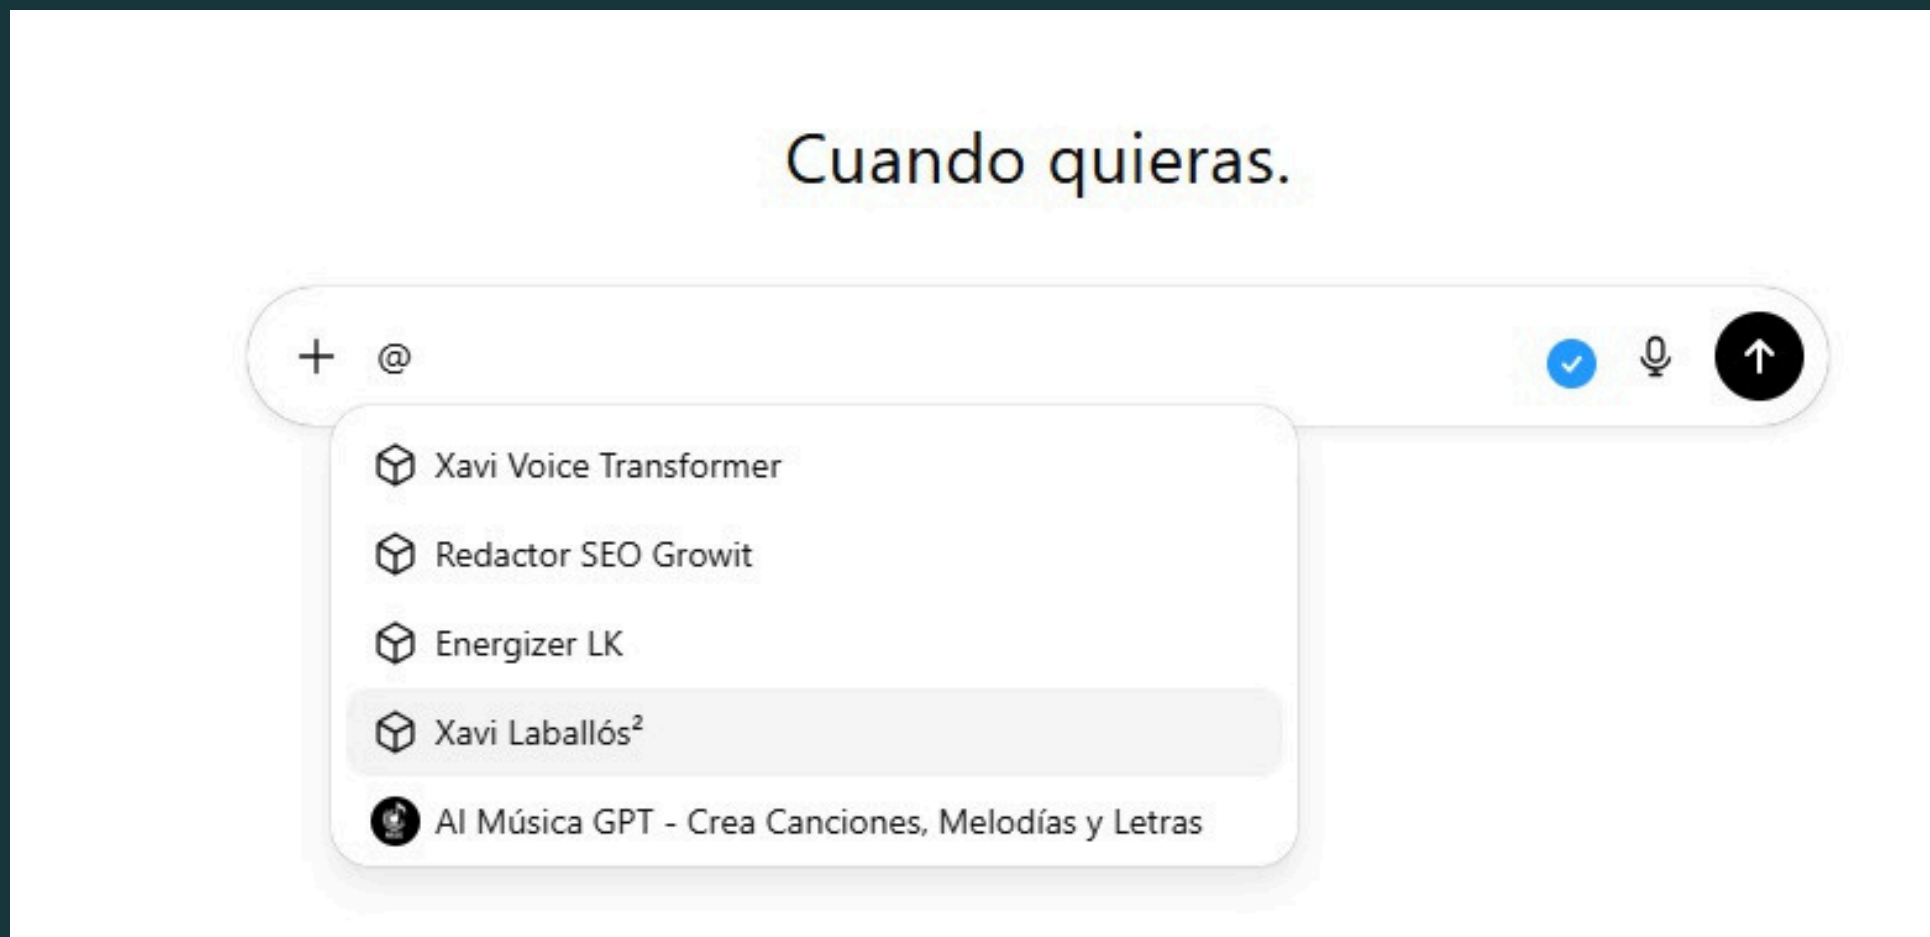 Cuando quieras.
@
Xavi Voice Transformer
Redactor SEO Growit
Energizer LK
Xavi Laballós²
AI Música GPT - Crea Canciones, Melodías y Letras